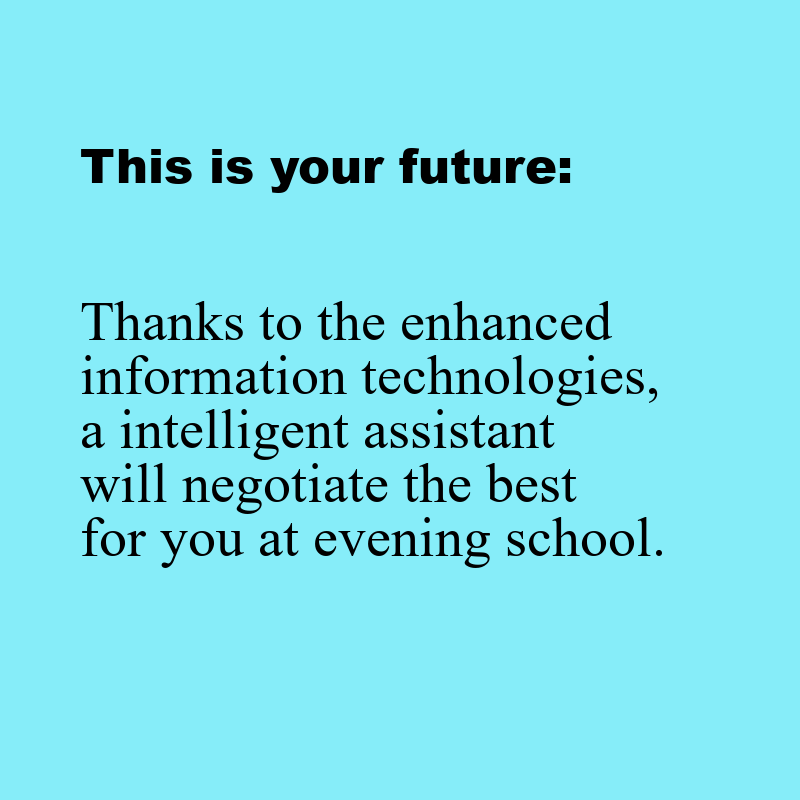 This is your future:
Thanks to the enhanced
information technologies,
a intelligent assistant
will negotiate the best
for you at evening school.